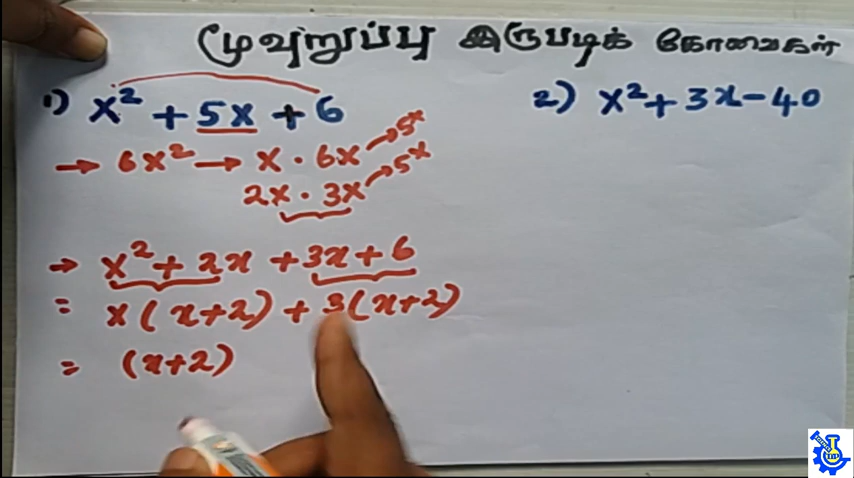 மூவுறுப்பு இருபடிக் கோவைகள்
1) x² + 5x + 6
→ 6x² → x · 6x → 5x
2x · 3x → 5x
→ x² + 2x + 3x + 6
= x(x+2) + 3(x+2)
= (x+2)
2) x² + 3x - 40